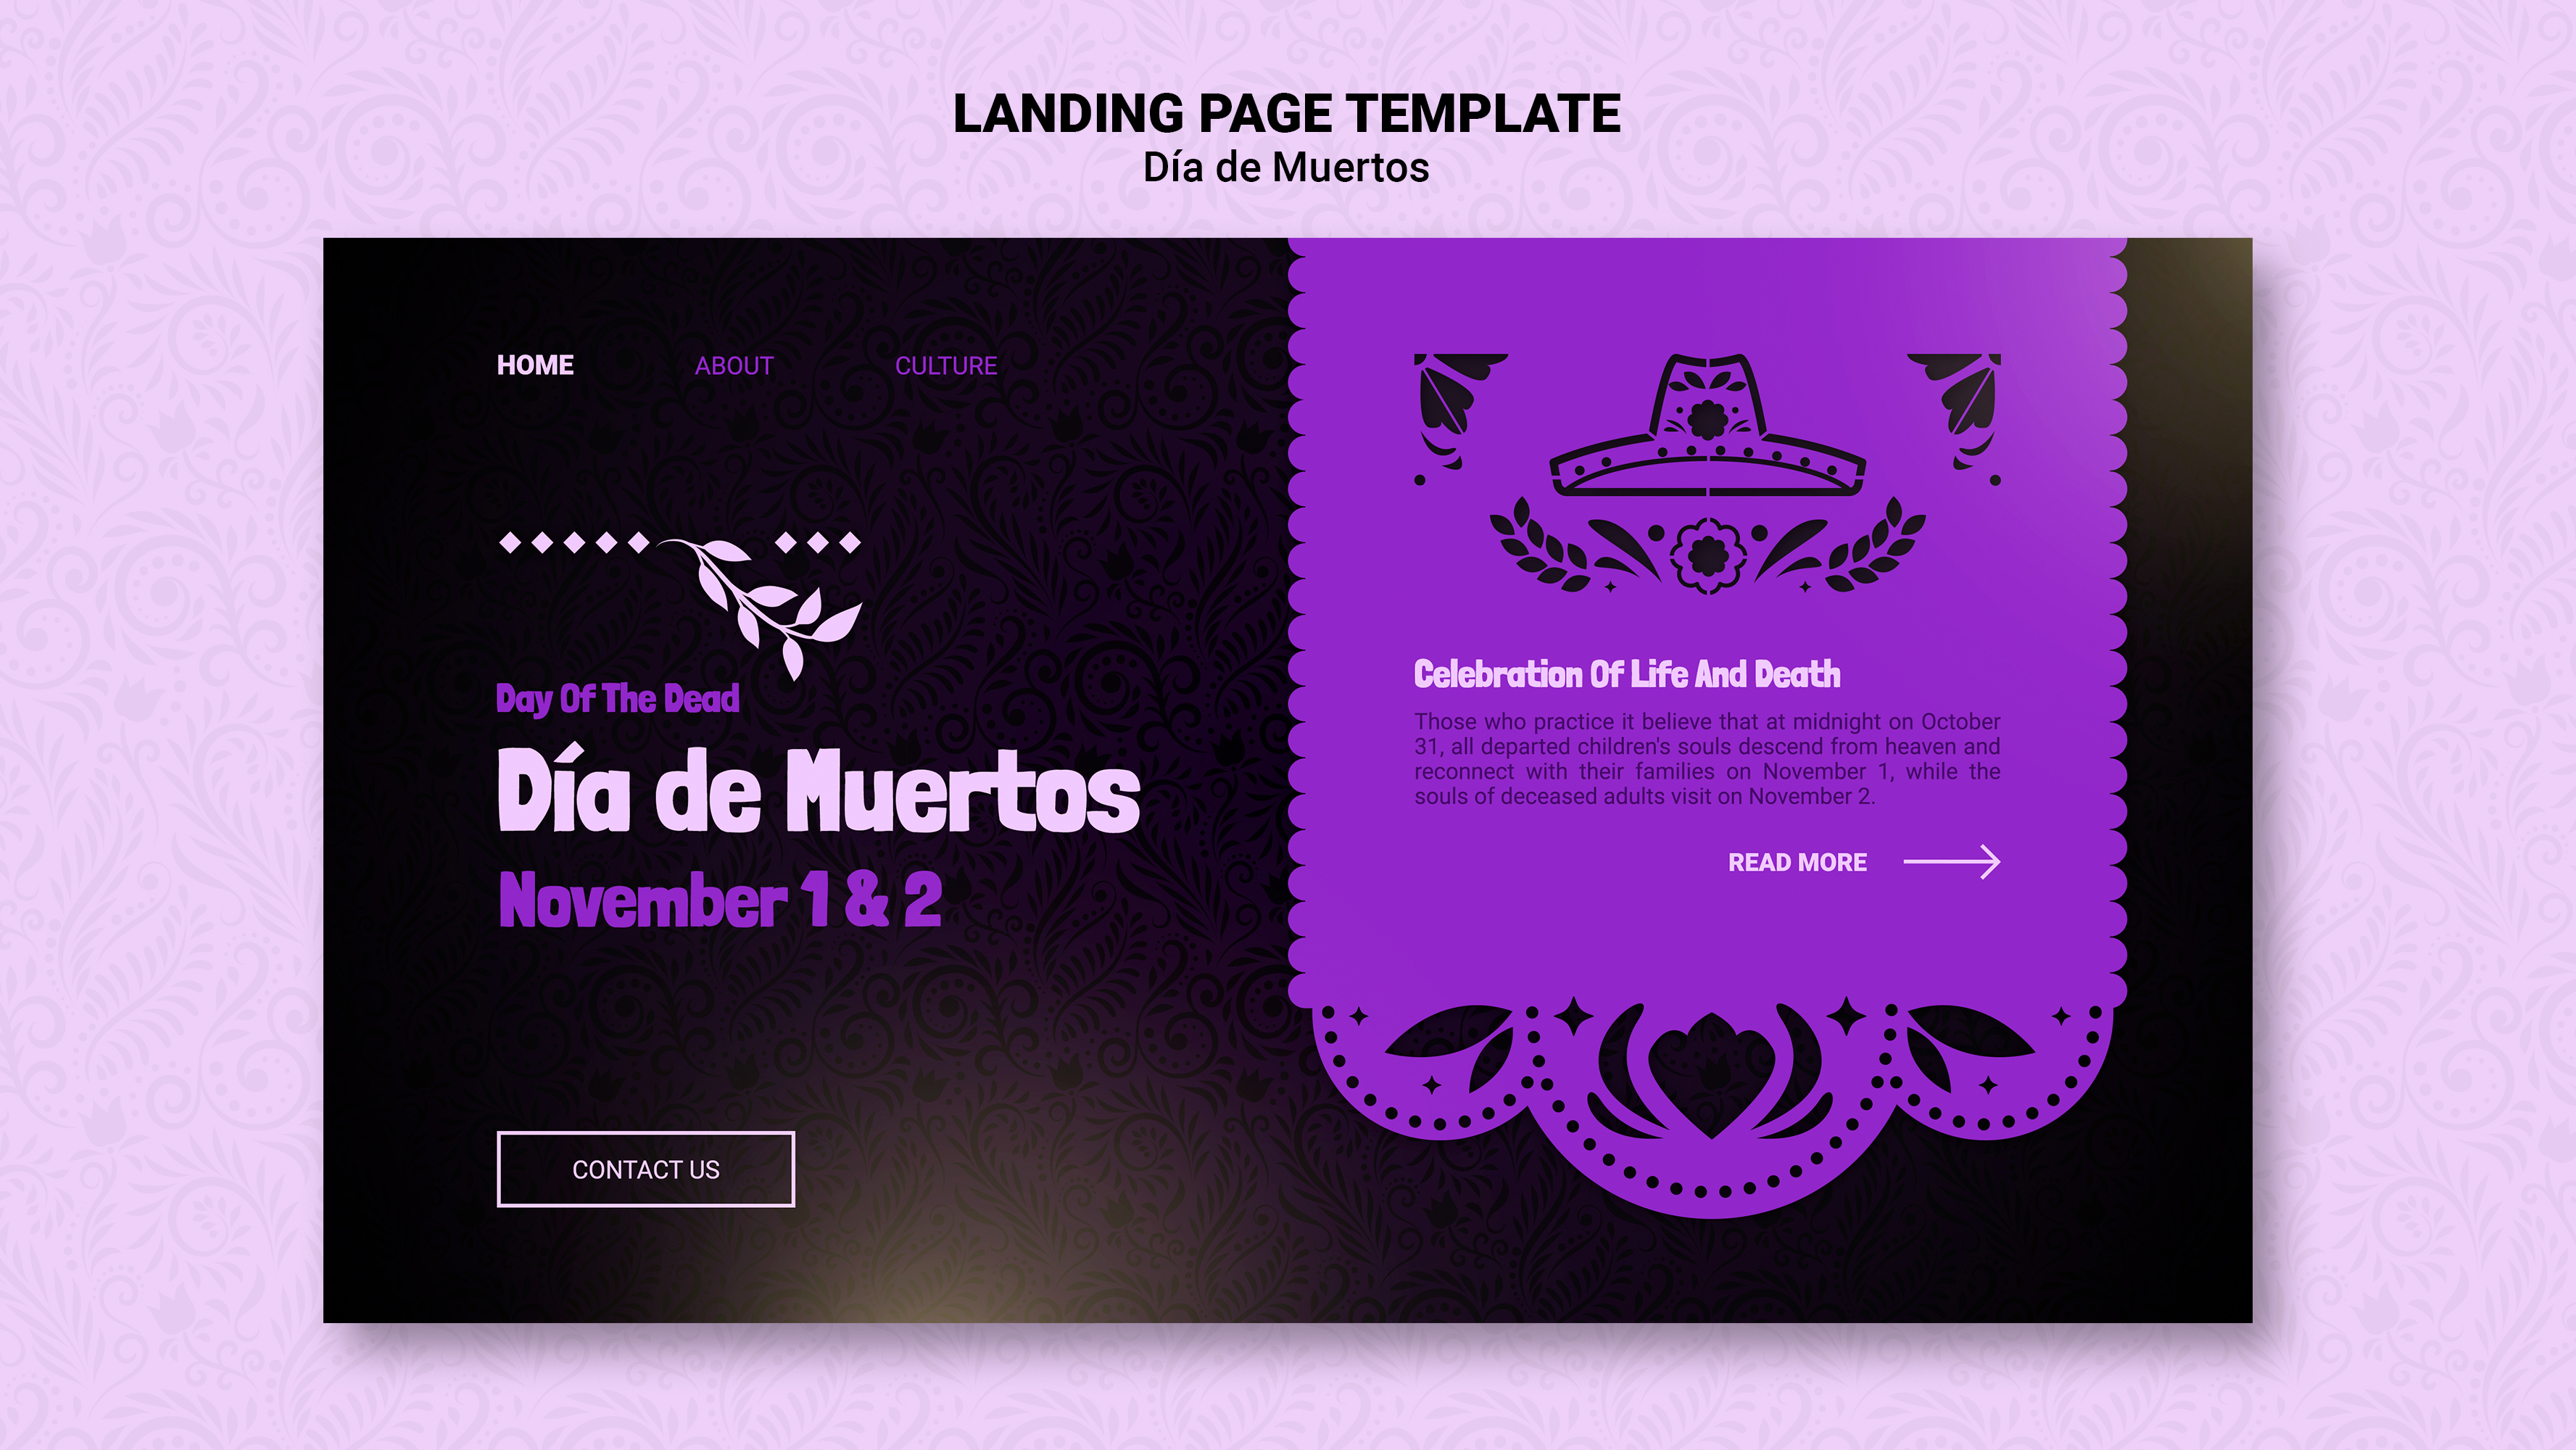 LANDING PAGE TEMPLATE
Día de Muertos
HOME
ABOUT
CULTURE
Day Of The Dead
Día de Muertos
November 1 & 2
CONTACT US
Celebration Of Life And Death
Those who practice it believe that at midnight on October
31, all departed children's souls descend from heaven and
reconnect with their families on November 1, while the
souls of deceased adults visit on November 2.
READ MORE